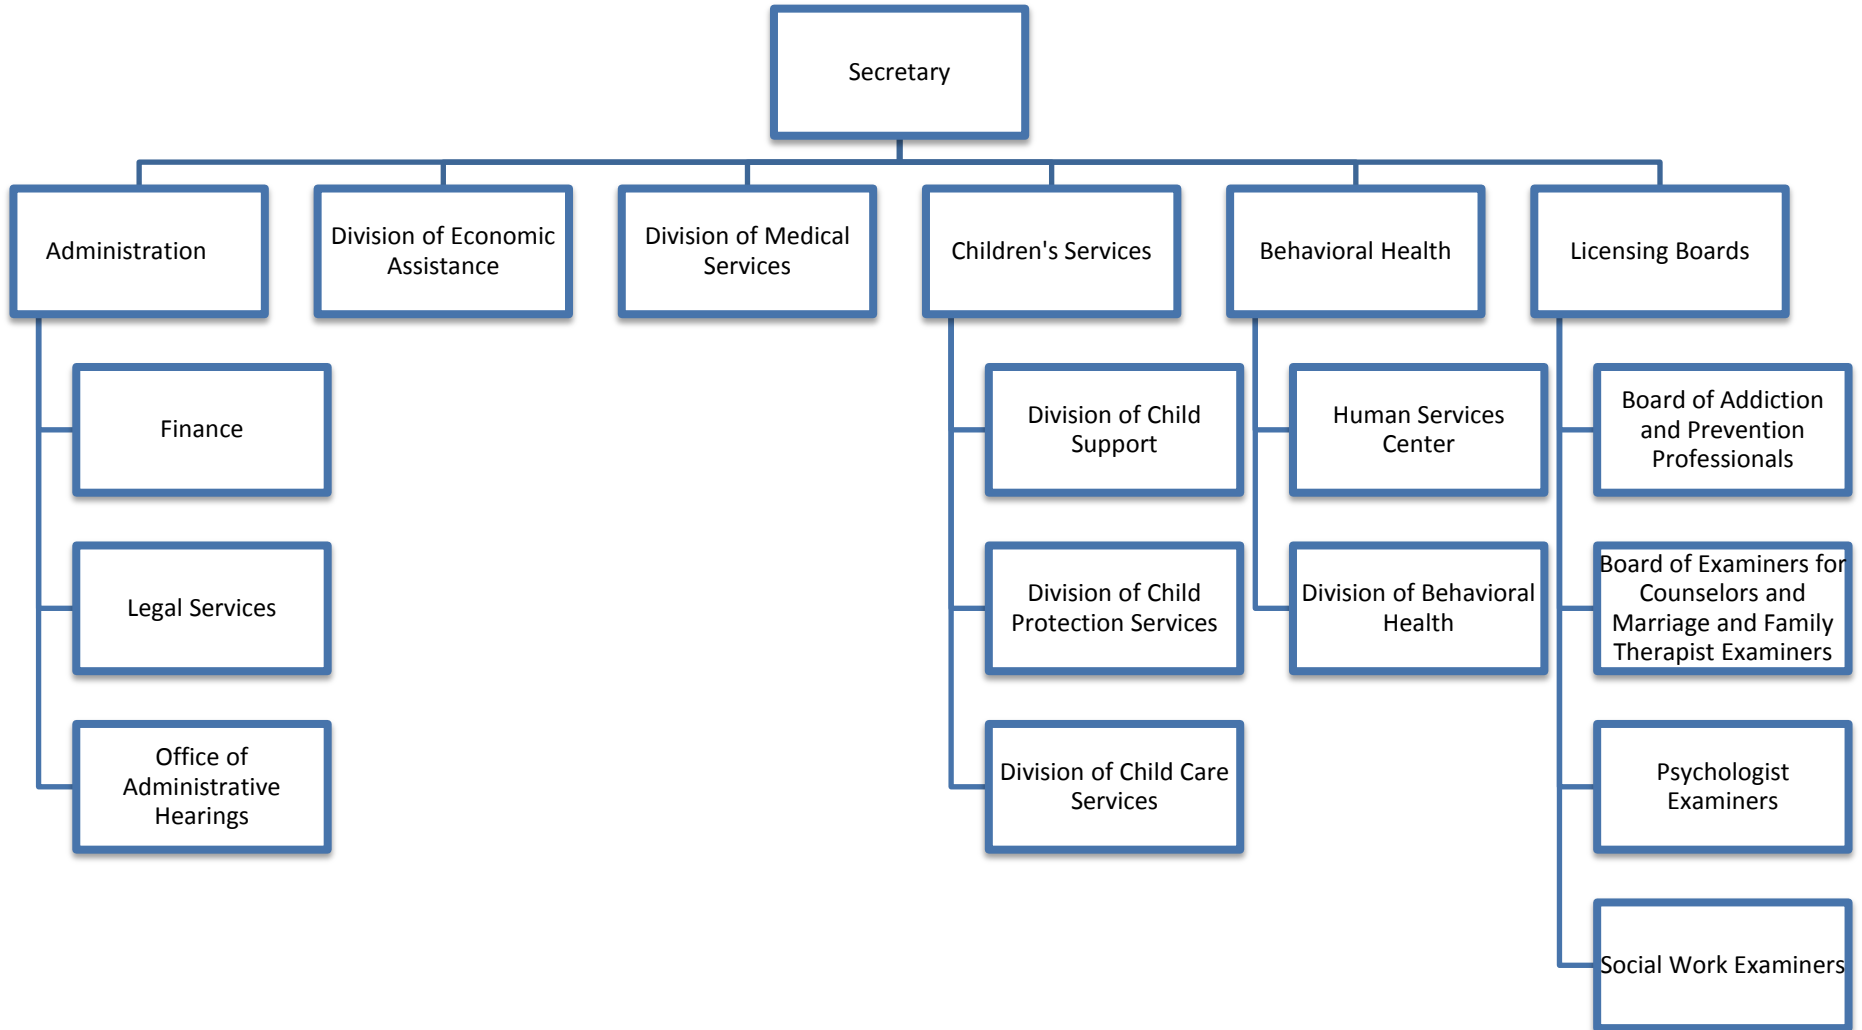 Secretary
Administration
Division of Economic
Assistance
Division of Medical
Services
Children's Services
Behavioral Health
Licensing Boards
Finance
Legal Services
Office of
Administrative
Hearings
Division of Child
Support
Division of Child
Protection Services
Division of Child Care
Services
Human Services
Center
Division of Behavioral
Health
Board of Addiction
and Prevention
Professionals
Board of Examiners for
Counselors and
Marriage and Family
Therapist Examiners
Psychologist
Examiners
Social Work Examiners